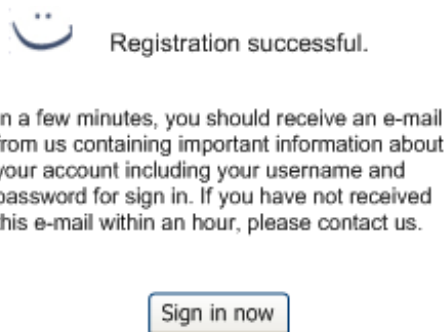 Registration successful.
In a few minutes, you should receive an e-mail
from us containing important information about
your account including your username and
password for sign in. If you have not received
this e-mail within an hour, please contact us.
Sign in now